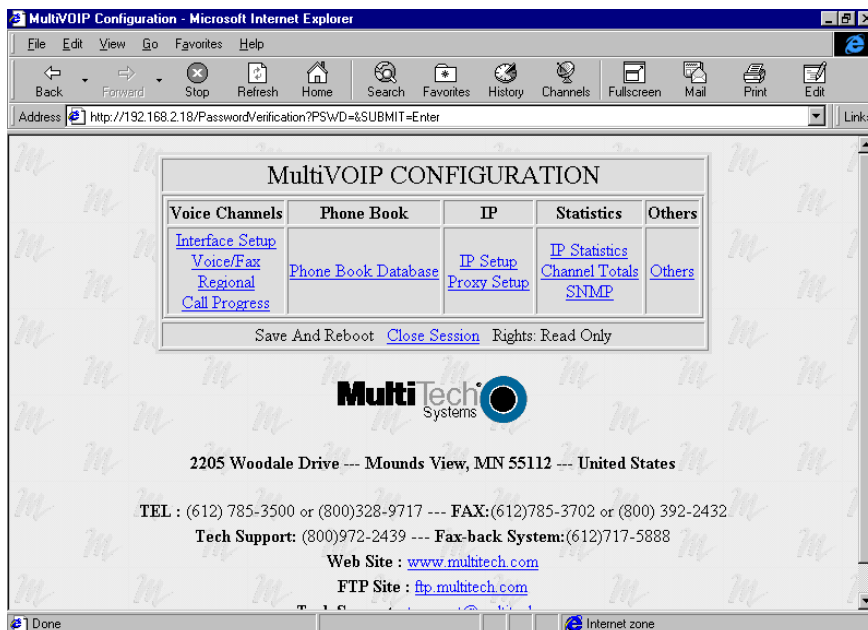 MultiVOIP Configuration - Microsoft Internet Explorer
File Edit View Go Favorites Help
Back Forward Stop Refresh Home Search Favorites History Channels Fullscreen Mail Print Edit
Address http://192.168.2.18/PasswordVerification?PSWD=&SUBMIT=Enter Links
MultiVOIP CONFIGURATION
Voice Channels Phone Book IP Statistics Others
Interface Setup
Voice/Fax
Regional
Call Progress
Phone Book Database
IP Setup
Proxy Setup
IP Statistics
Channel Totals
SNMP
Others
Save And Reboot Close Session Rights: Read Only
MultiTech®
Systems
2205 Woodale Drive --- Mounds View, MN 55112 --- United States
TEL : (612) 785-3500 or (800)328-9717 --- FAX:(612)785-3702 or (800) 392-2432
Tech Support: (800)972-2439 --- Fax-back System:(612)717-5888
Web Site : www.multitech.com
FTP Site : ftp.multitech.com
Done Internet zone